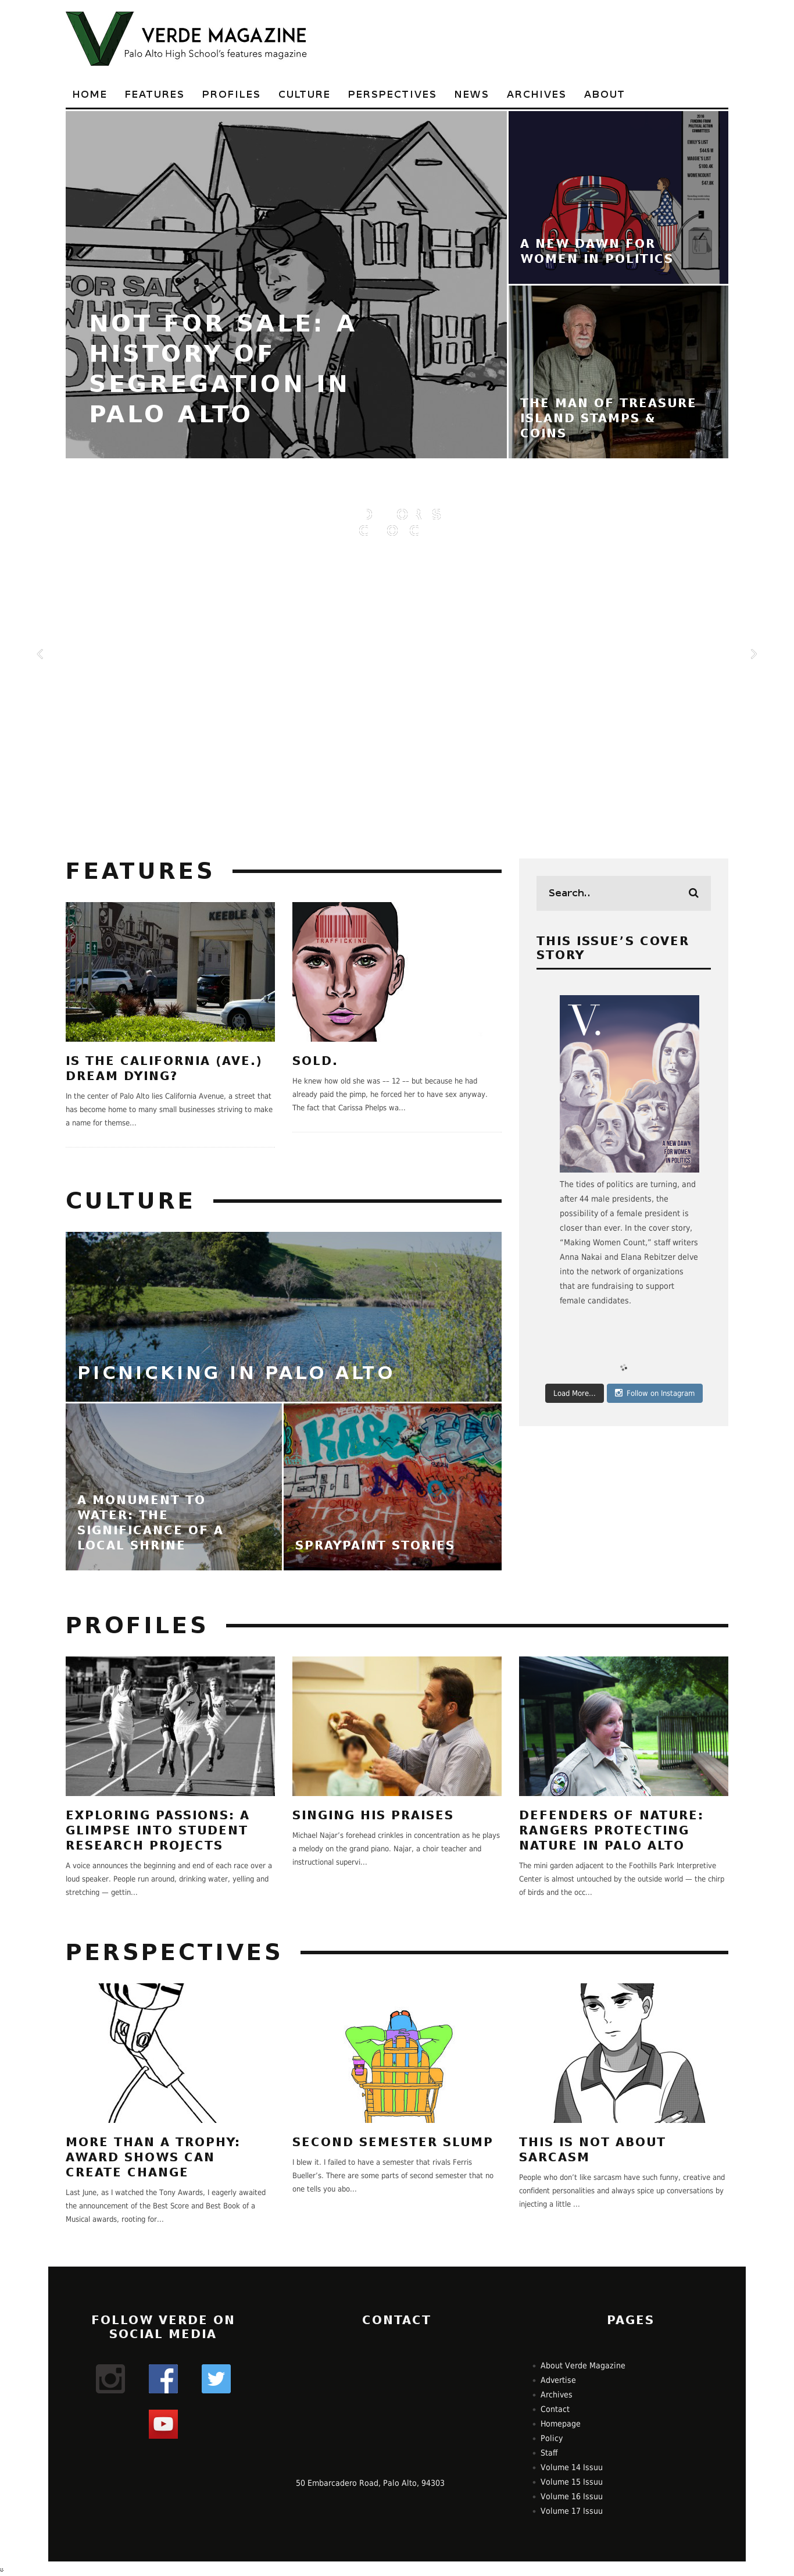 VERDE MAGAZINE
Palo Alto High School's features magazine
HOME FEATURES PROFILES CULTURE PERSPECTIVES NEWS ARCHIVES ABOUT
NOT FOR SALE: A
HISTORY OF
SEGREGATION IN
PALO ALTO
FOR SALE
A NEW DAWN FOR
WOMEN IN POLITICS
THE MAN OF TREASURE
ISLAND STAMPS &
COINS
FEATURES
KEEBLE & S
IS THE CALIFORNIA (AVE.)
DREAM DYING?
In the center of Palo Alto lies California Avenue, a street that
has become home to many small businesses striving to make
a name for themse...
TRAFFICKING
SOLD.
He knew how old she was –– 12 –– but because he had
already paid the pimp, he forced her to have sex anyway.
The fact that Carissa Phelps wa...
Search..
THIS ISSUE'S COVER
STORY
V.
A NEW DAWN
FOR WOMEN
IN POLITICS
The tides of politics are turning, and
after 44 male presidents, the
possibility of a female president is
closer than ever. In the cover story,
“Making Women Count,” staff writers
Anna Nakai and Elana Rebitzer delve
into the network of organizations
that are fundraising to support
female candidates.
Load More...
Follow on Instagram
CULTURE
PICNICKING IN PALO ALTO
A MONUMENT TO
WATER: THE
SIGNIFICANCE OF A
LOCAL SHRINE
SPRAYPAINT STORIES
PROFILES
EXPLORING PASSIONS: A
GLIMPSE INTO STUDENT
RESEARCH PROJECTS
A voice announces the beginning and end of each race over a
loud speaker. People run around, drinking water, yelling and
stretching — gettin...
SINGING HIS PRAISES
Michael Najar's forehead crinkles in concentration as he plays
a melody on the grand piano. Najar, a choir teacher and
instructional supervi...
DEFENDERS OF NATURE:
RANGERS PROTECTING
NATURE IN PALO ALTO
The mini garden adjacent to the Foothills Park Interpretive
Center is almost untouched by the outside world — the chirp
of birds and the occ...
PERSPECTIVES
MORE THAN A TROPHY:
AWARD SHOWS CAN
CREATE CHANGE
Last June, as I watched the Tony Awards, I eagerly awaited
the announcement of the Best Score and Best Book of a
Musical awards, rooting for...
SECOND SEMESTER SLUMP
I blew it. I failed to have a semester that rivals Ferris
Bueller's. There are some parts of second semester that no
one tells you abo...
THIS IS NOT ABOUT
SARCASM
People who don't like sarcasm have such funny, creative and
confident personalities and always spice up conversations by
injecting a little ...
FOLLOW VERDE ON
SOCIAL MEDIA
CONTACT
50 Embarcadero Road, Palo Alto, 94303
PAGES
About Verde Magazine
Advertise
Archives
Contact
Homepage
Policy
Staff
Volume 14 Issuu
Volume 15 Issuu
Volume 16 Issuu
Volume 17 Issuu